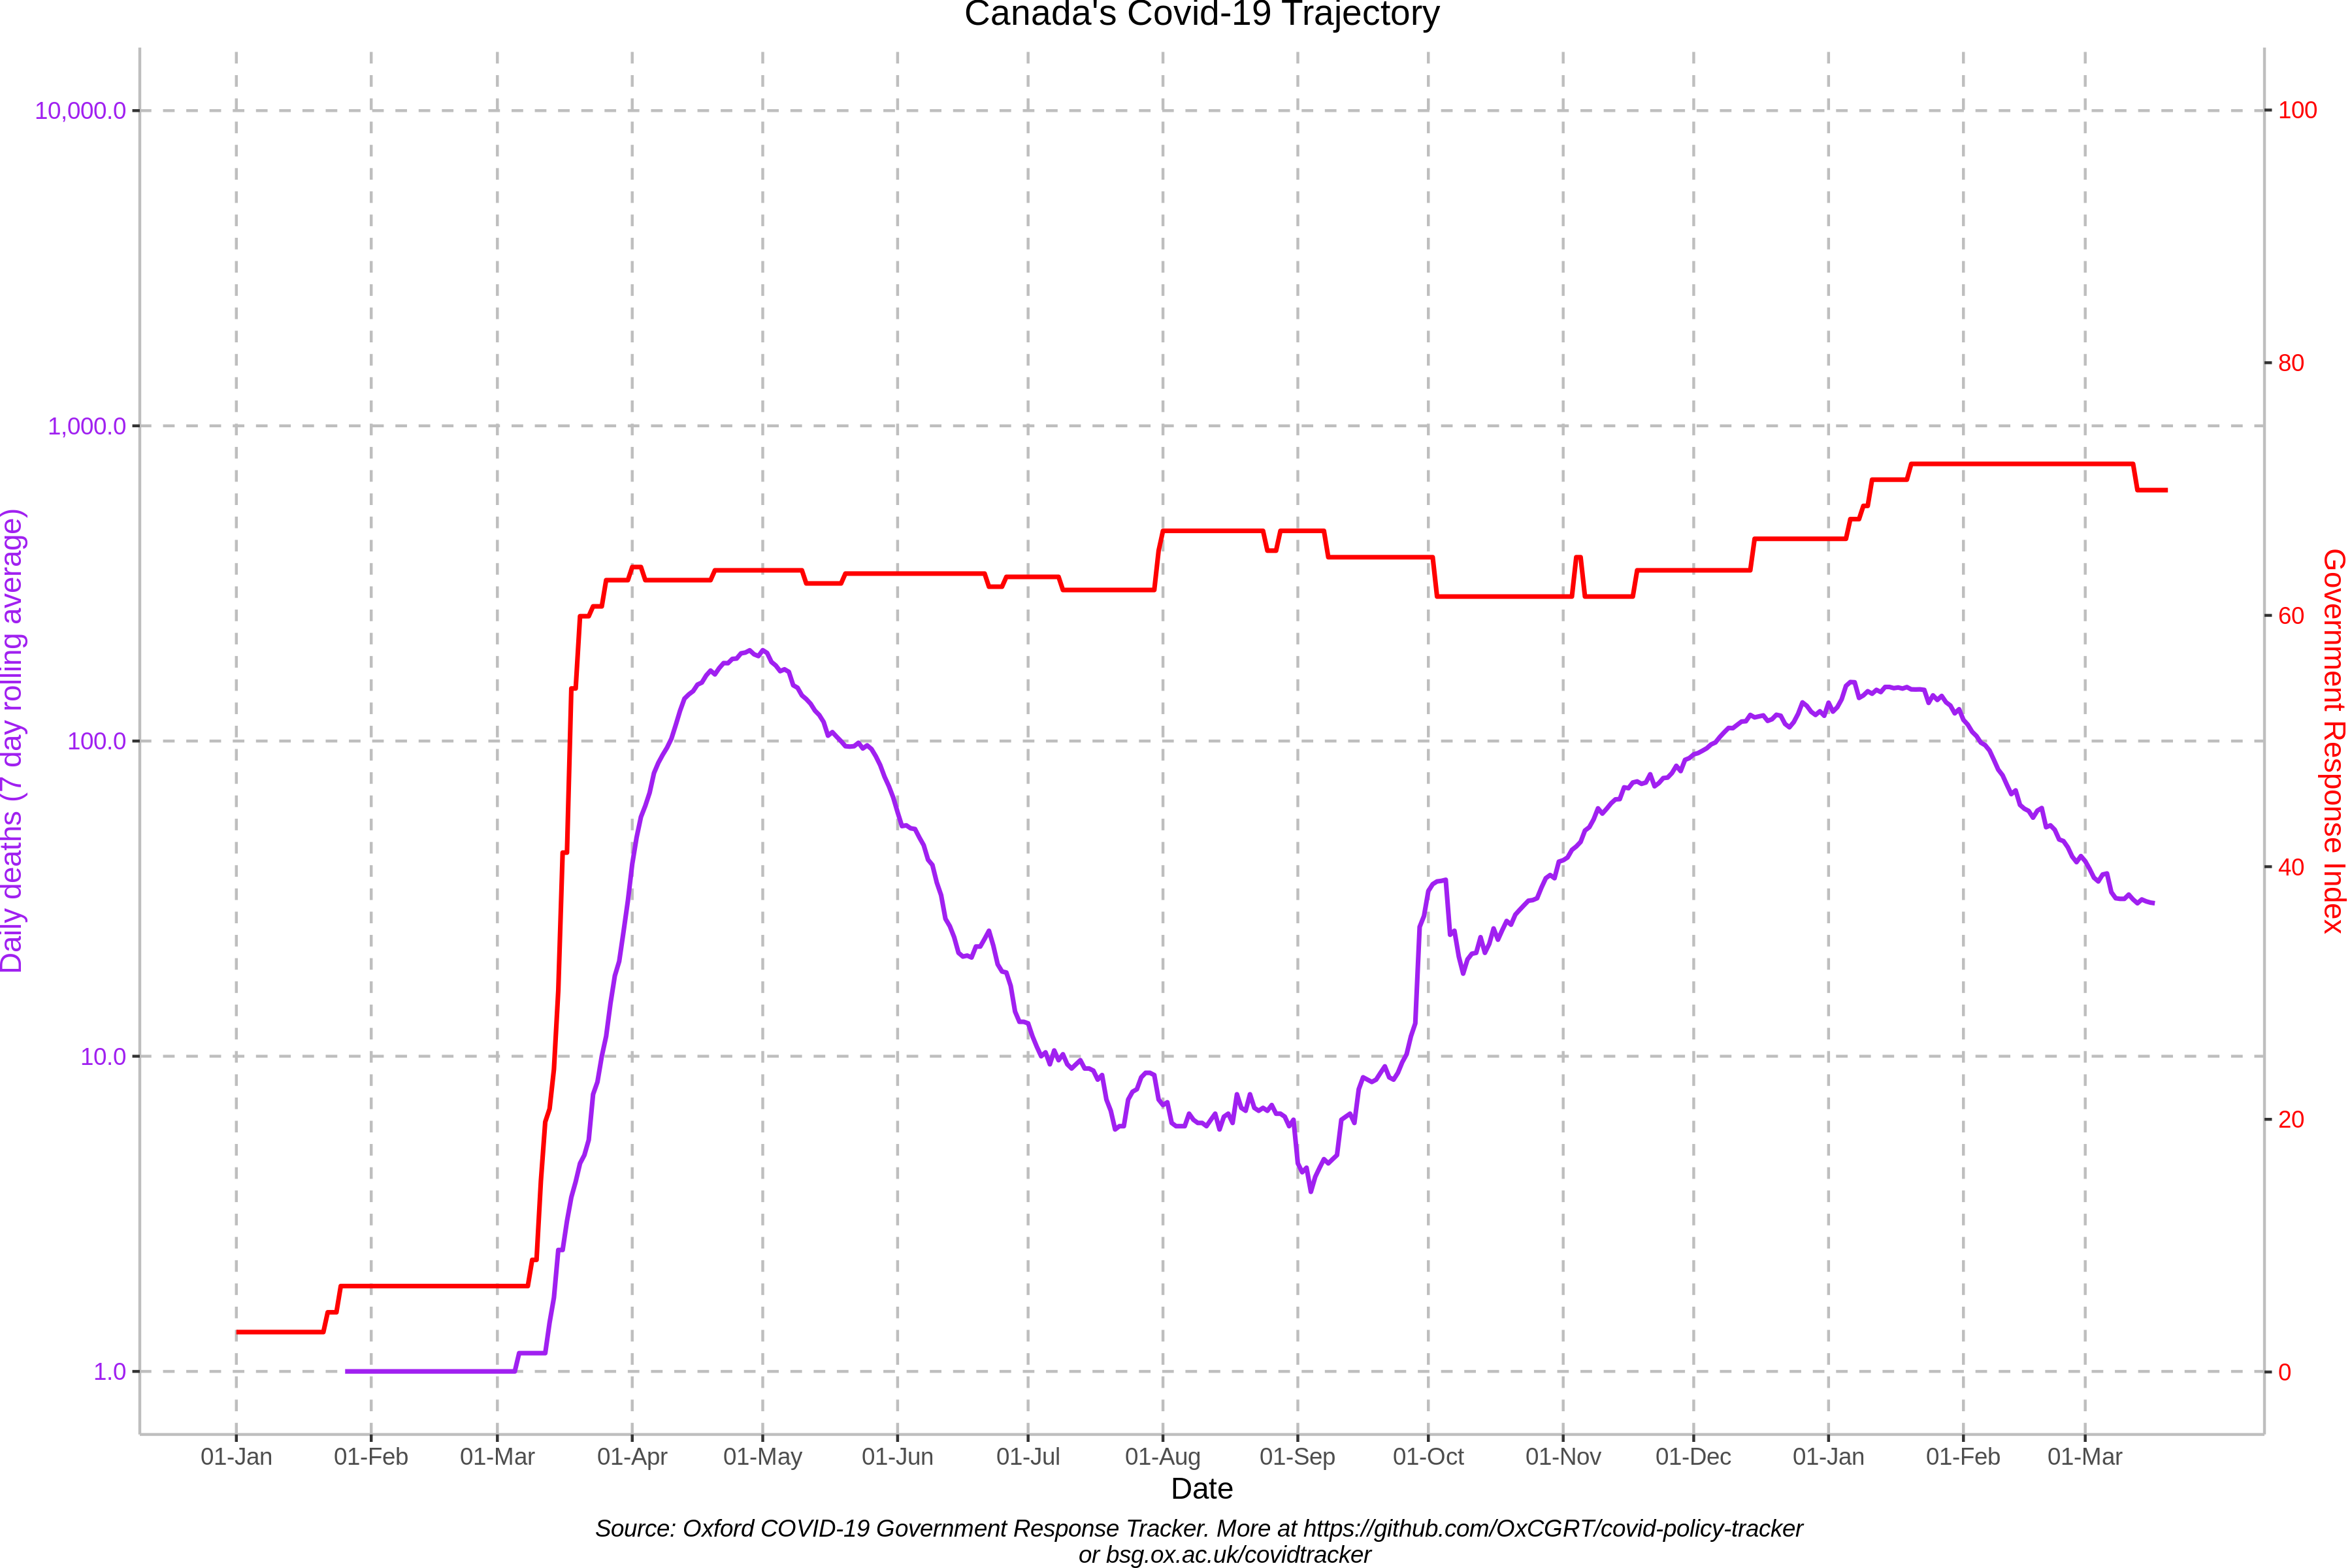 Canada's Covid-19 Trajectory
10,000.0
1,000.0
100.0
10.0
1.0
Daily deaths (7 day rolling average)
100
80
60
40
20
0
Government Response Index
01-Jan
01-Feb
01-Mar
01-Apr
01-May
01-Jun
01-Jul
01-Aug
01-Sep
01-Oct
01-Nov
01-Dec
01-Jan
01-Feb
01-Mar
Date
Source: Oxford COVID-19 Government Response Tracker. More at https://github.com/OxCGRT/covid-policy-tracker
or bsg.ox.ac.uk/covidtracker